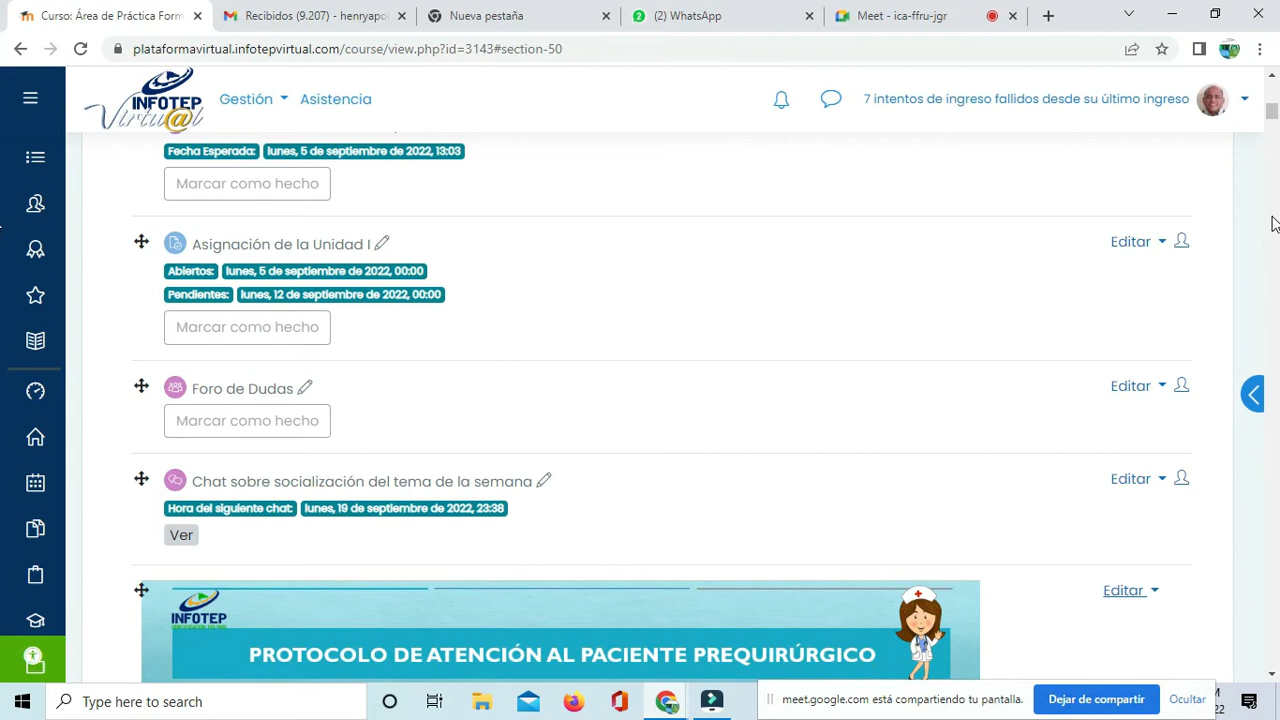 Curso: Área de Práctica Form
Recibidos (9.207) - henryapol
Nueva pestaña
(2) WhatsApp
Meet - ica-ffru-jgr
plataformavirtual.infotepvirtual.com/course/view.php?id=3143#section-50
INFOTEP
Virtu@l
Gestión
Asistencia
7 intentos de ingreso fallidos desde su último ingreso
Fecha Esperada: lunes, 5 de septiembre de 2022, 13:03
Marcar como hecho
Asignación de la Unidad I
Editar
Abiertos: lunes, 5 de septiembre de 2022, 00:00
Pendientes: lunes, 12 de septiembre de 2022, 00:00
Marcar como hecho
Foro de Dudas
Editar
Marcar como hecho
Chat sobre socialización del tema de la semana
Editar
Hora del siguiente chat: lunes, 19 de septiembre de 2022, 23:38
Ver
Editar
INFOTEP
PROTOCOLO DE ATENCIÓN AL PACIENTE PREQUIRÚRGICO
Type here to search
meet.google.com está compartiendo tu pantalla.
Dejar de compartir
Ocultar